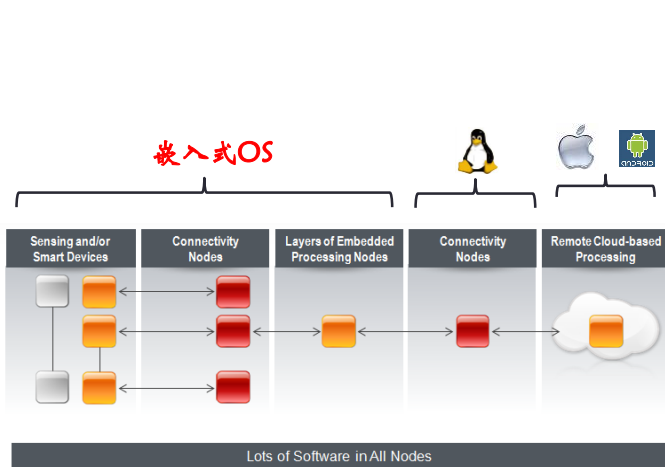 嵌入式OS
ANDROID
Sensing and/or
Smart Devices
Connectivity
Nodes
Layers of Embedded
Processing Nodes
Connectivity
Nodes
Remote Cloud-based
Processing
Lots of Software in All Nodes